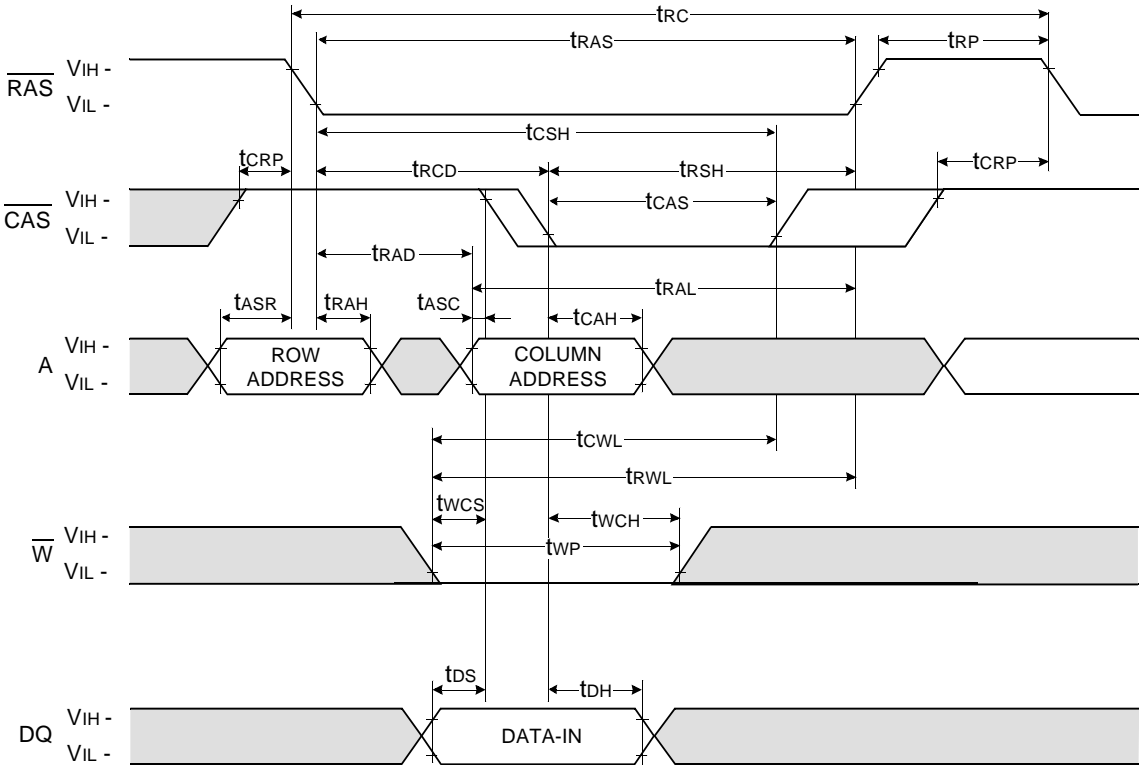 tRC
tRAS
tRP
RAS
VIH -
VIL -
tCSH
tCRP
tRCD
tRSH
tCRP
CAS
VIH -
VIL -
tCAS
tRAD
tRAL
tASR
tRAH
tASC
tCAH
A
VIH -
VIL -
ROW
ADDRESS
COLUMN
ADDRESS
tCWL
tRWL
tWCS
tWCH
W
VIH -
VIL -
tWP
tDS
tDH
DQ
VIH -
VIL -
DATA-IN